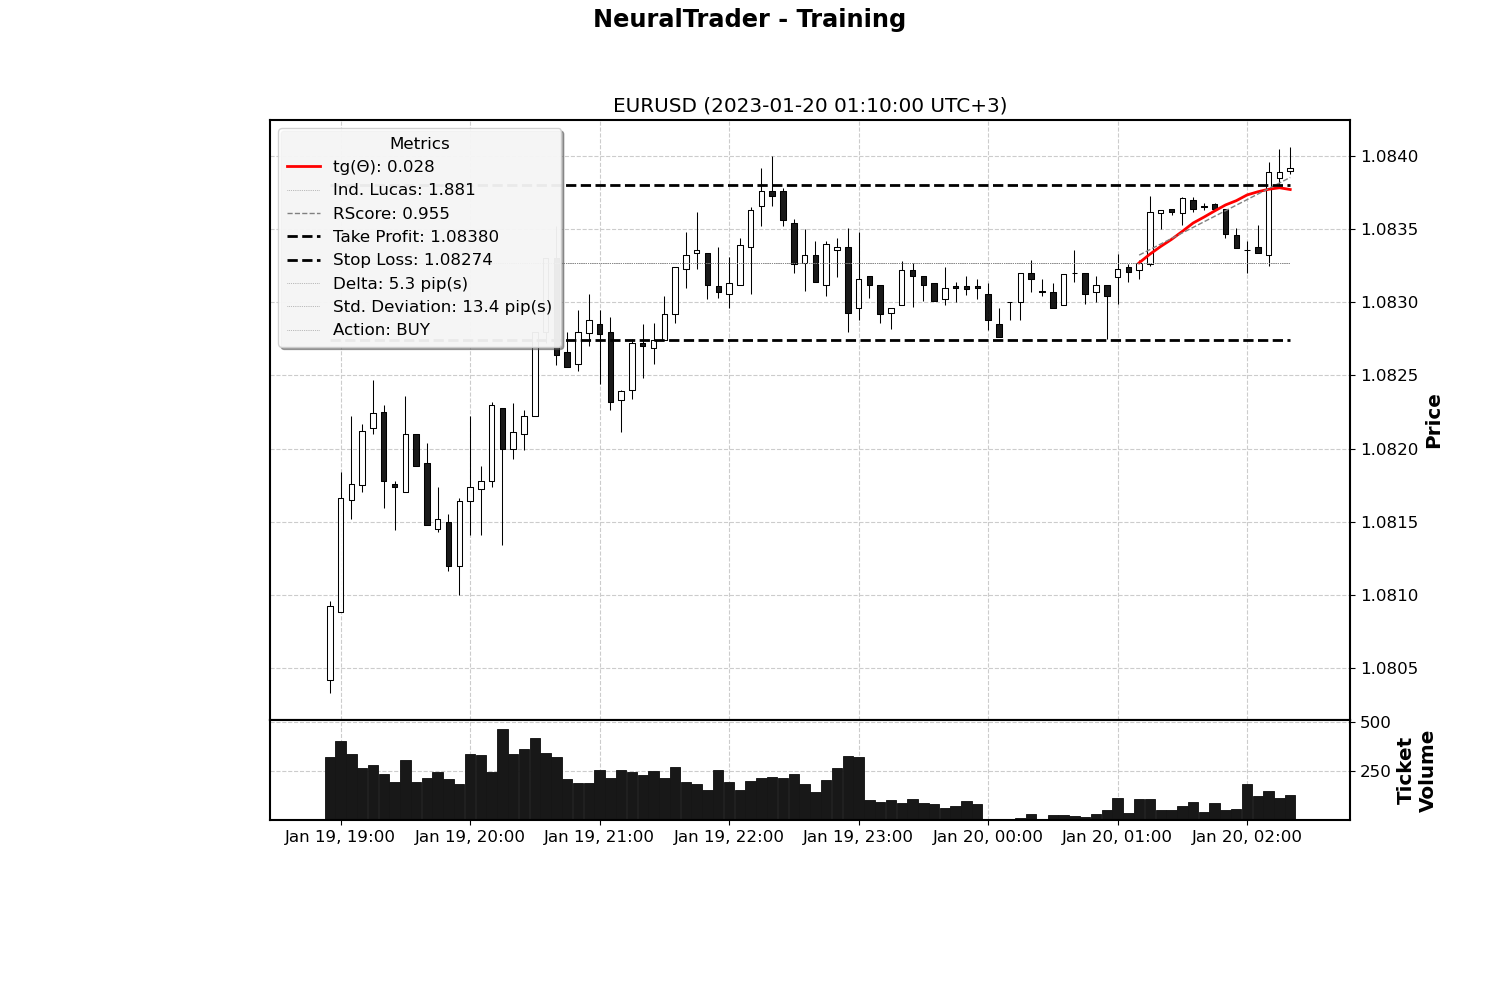 NeuralTrader - Training
EURUSD (2023-01-20 01:10:00 UTC+3)
Metrics
tg(Θ): 0.028
Ind. Lucas: 1.881
RScore: 0.955
Take Profit: 1.08380
Stop Loss: 1.08274
Delta: 5.3 pip(s)
Std. Deviation: 13.4 pip(s)
Action: BUY
1.0840
1.0835
1.0830
1.0825
1.0820
1.0815
1.0810
1.0805
Price
500
250
Ticket
Volume
Jan 19, 19:00 Jan 19, 20:00 Jan 19, 21:00 Jan 19, 22:00 Jan 19, 23:00 Jan 20, 00:00 Jan 20, 01:00 Jan 20, 02:00